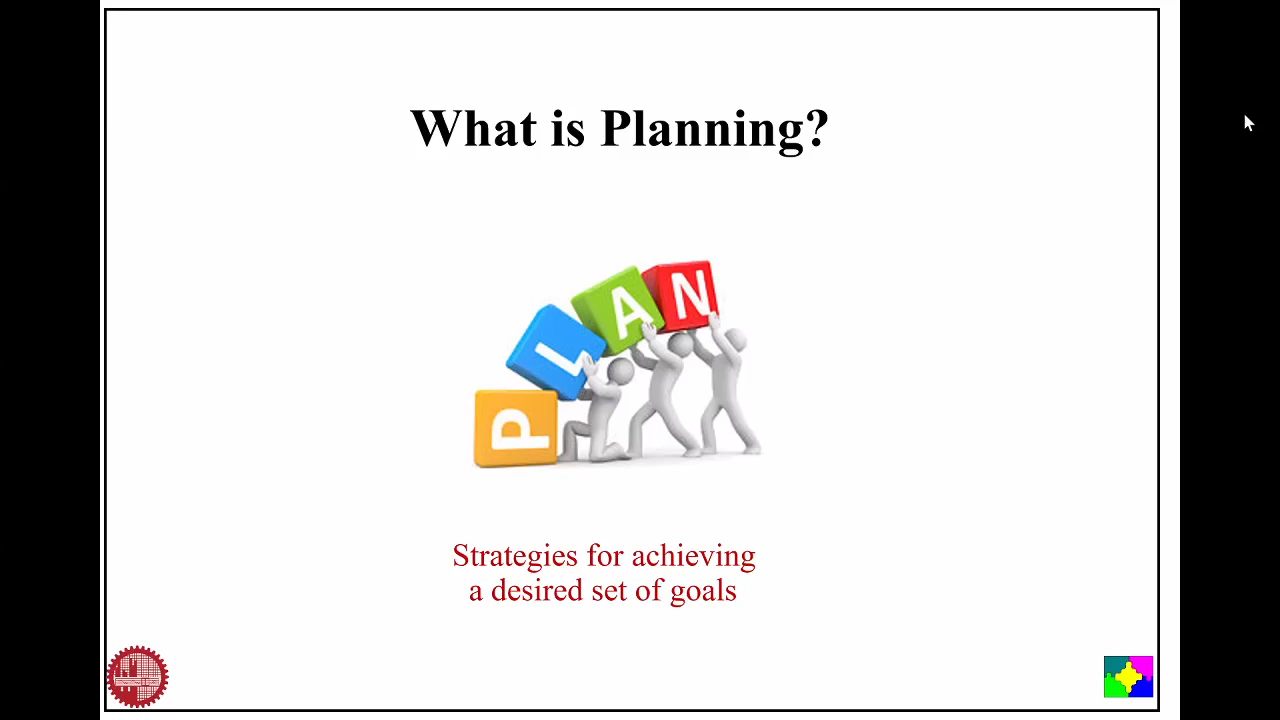 What is Planning?
PLAN
Strategies for achieving
a desired set of goals